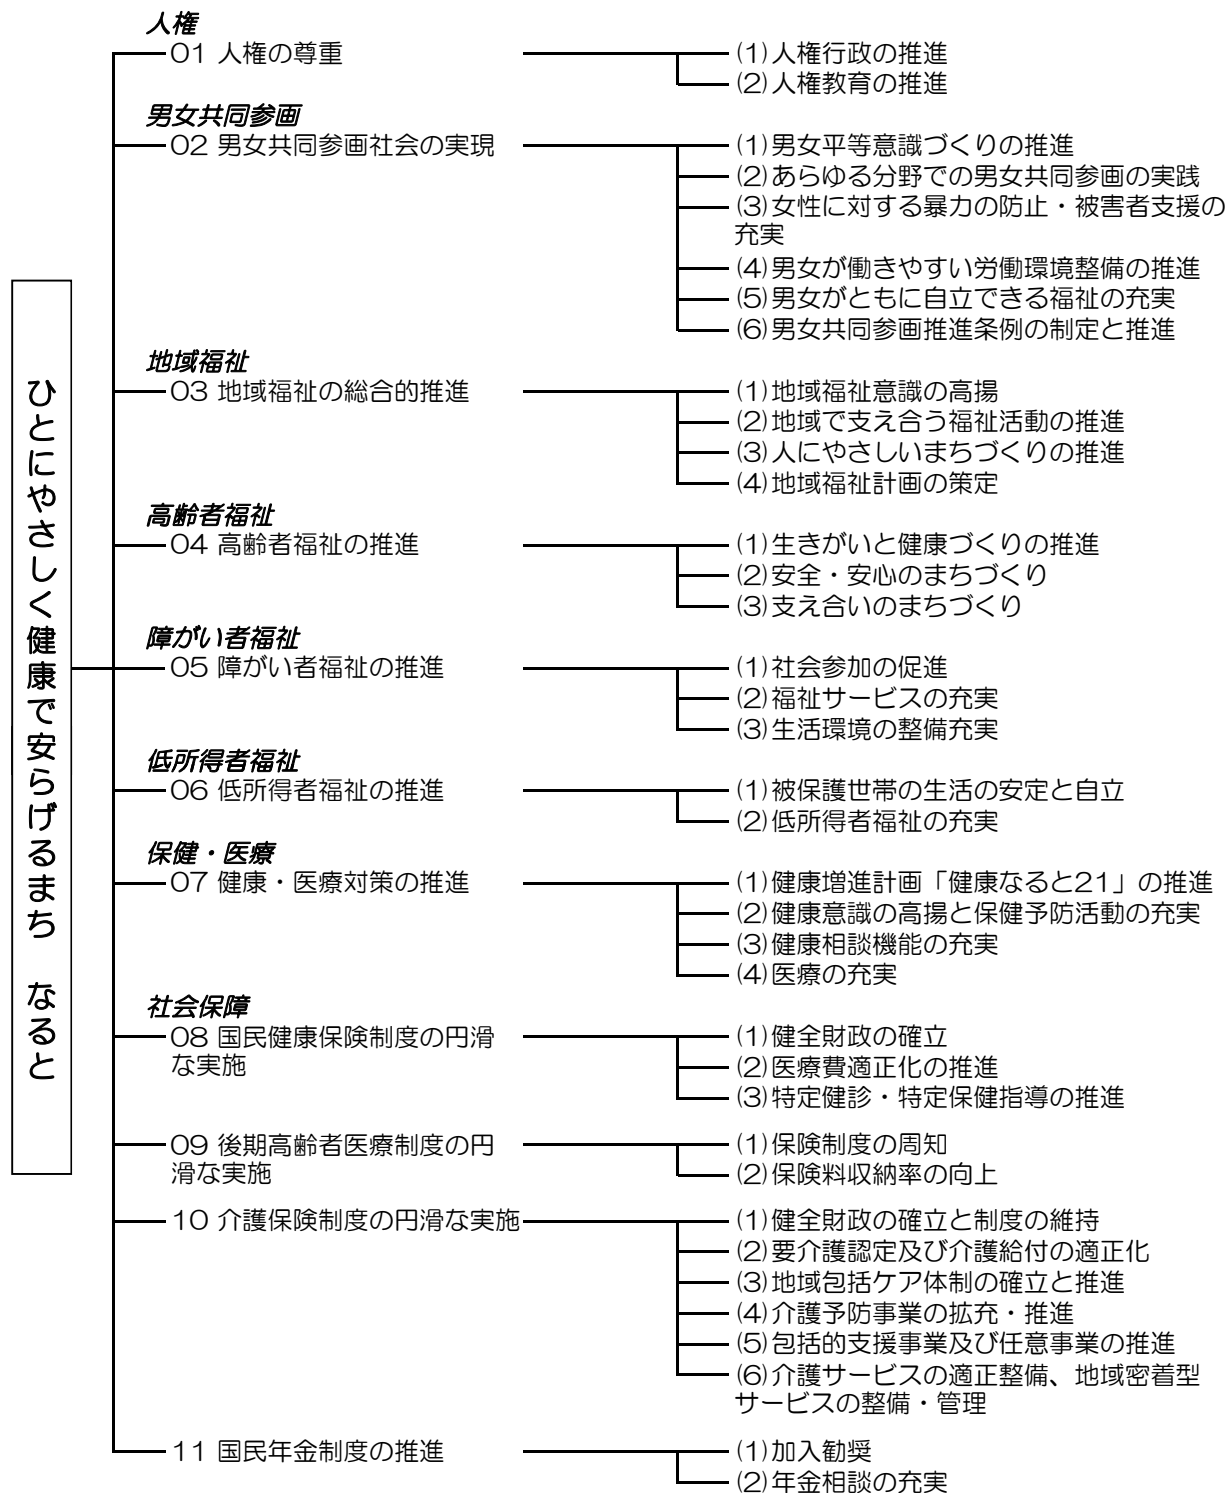 ひとにやさしく健康で安らげるまち　なると
人権
01 人権の尊重
(1)人権行政の推進
(2)人権教育の推進
男女共同参画
02 男女共同参画社会の実現
(1)男女平等意識づくりの推進
(2)あらゆる分野での男女共同参画の実践
(3)女性に対する暴力の防止・被害者支援の
充実
(4)男女が働きやすい労働環境整備の推進
(5)男女がともに自立できる福祉の充実
(6)男女共同参画推進条例の制定と推進
地域福祉
03 地域福祉の総合的推進
(1)地域福祉意識の高揚
(2)地域で支え合う福祉活動の推進
(3)人にやさしいまちづくりの推進
(4)地域福祉計画の策定
高齢者福祉
04 高齢者福祉の推進
(1)生きがいと健康づくりの推進
(2)安全・安心のまちづくり
(3)支え合いのまちづくり
障がい者福祉
05 障がい者福祉の推進
(1)社会参加の促進
(2)福祉サービスの充実
(3)生活環境の整備充実
低所得者福祉
06 低所得者福祉の推進
(1)被保護世帯の生活の安定と自立
(2)低所得者福祉の充実
保健・医療
07 健康・医療対策の推進
(1)健康増進計画「健康なると21」の推進
(2)健康意識の高揚と保健予防活動の充実
(3)健康相談機能の充実
(4)医療の充実
社会保障
08 国民健康保険制度の円滑
な実施
(1)健全財政の確立
(2)医療費適正化の推進
(3)特定健診・特定保健指導の推進
09 後期高齢者医療制度の円
滑な実施
(1)保険制度の周知
(2)保険料収納率の向上
10 介護保険制度の円滑な実施
(1)健全財政の確立と制度の維持
(2)要介護認定及び介護給付の適正化
(3)地域包括ケア体制の確立と推進
(4)介護予防事業の拡充・推進
(5)包括的支援事業及び任意事業の推進
(6)介護サービスの適正整備、地域密着型
サービスの整備・管理
11 国民年金制度の推進
(1)加入勧奨
(2)年金相談の充実